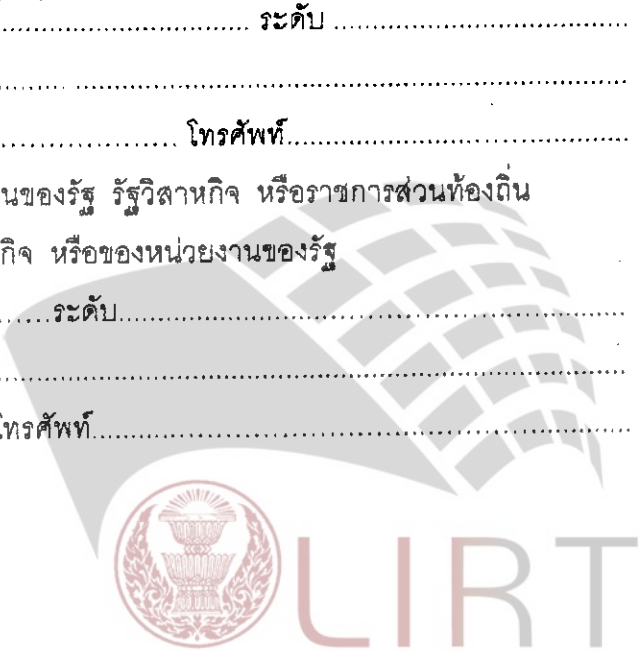 ........................ ระดับ ........................
................................................
................ โทรศัพท์................................
นของรัฐ รัฐวิสาหกิจ หรือราชการส่วนท้องถิ่น
กิจ หรือของหน่วยงานของรัฐ
......ระดับ................................................
................................................
โทรศัพท์................................................
LIRT